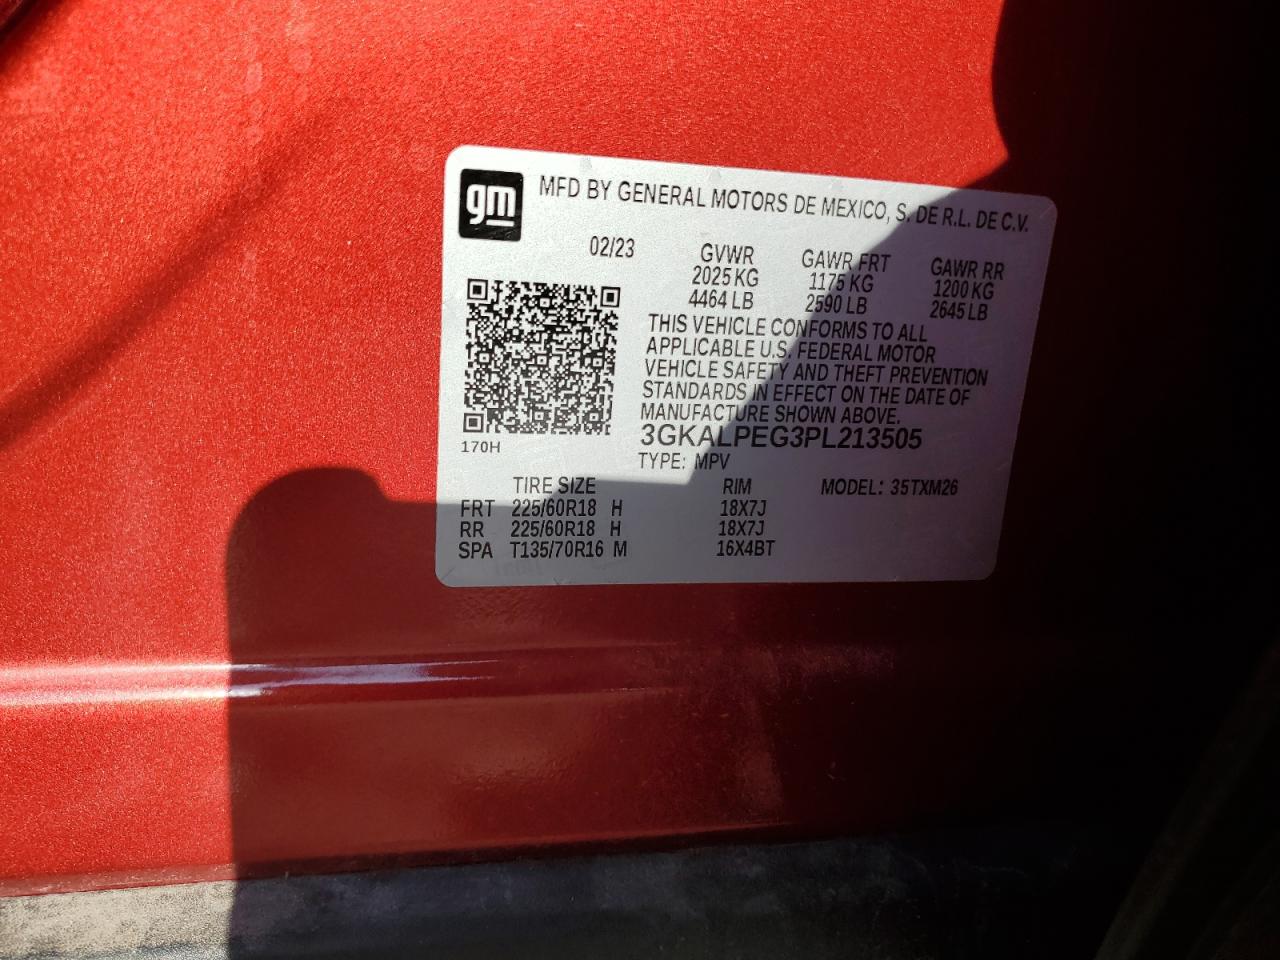 gm
MFD BY GENERAL MOTORS DE MEXICO, S. DE R.L. DE C.V.
02/23 GVWR GAWR FRT GAWR RR
2025 KG 1175 KG 1200 KG
4464 LB 2590 LB 2645 LB
THIS VEHICLE CONFORMS TO ALL
APPLICABLE U.S. FEDERAL MOTOR
VEHICLE SAFETY AND THEFT PREVENTION
STANDARDS IN EFFECT ON THE DATE OF
MANUFACTURE SHOWN ABOVE.
3GKALPEG3PL213505
170H
TYPE: MPV
TIRE SIZE RIM MODEL: 35TXM26
FRT 225/60R18 H 18X7J
RR 225/60R18 H 18X7J
SPA T135/70R16 M 16X4BT